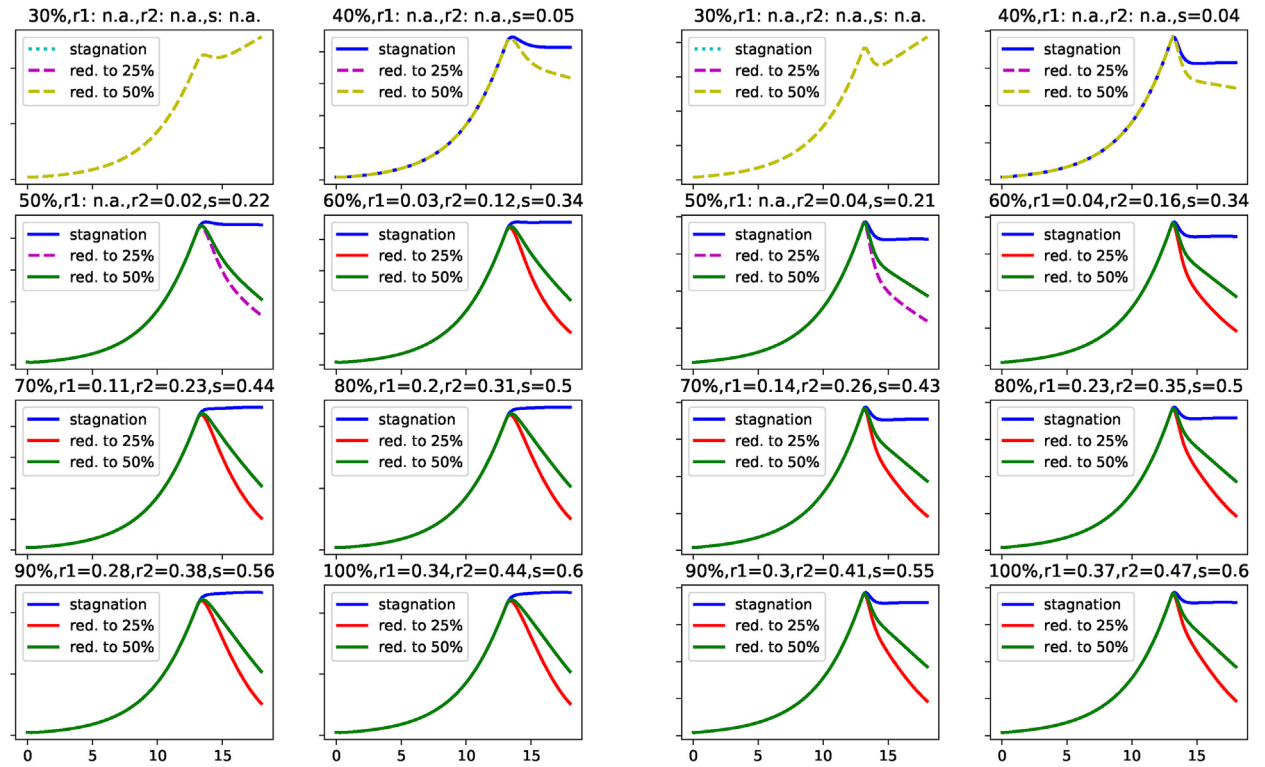 30%,r1: n.a.,r2: n.a.,s: n.a.
stagnation
red. to 25%
red. to 50%
40%,r1: n.a.,r2: n.a.,s=0.05
stagnation
red. to 25%
red. to 50%
30%,r1: n.a.,r2: n.a.,s: n.a.
stagnation
red. to 25%
red. to 50%
40%,r1: n.a.,r2: n.a.,s=0.04
stagnation
red. to 25%
red. to 50%
50%,r1: n.a.,r2=0.02,s=0.22
stagnation
red. to 25%
red. to 50%
60%,r1=0.03,r2=0.12,s=0.34
stagnation
red. to 25%
red. to 50%
50%,r1: n.a.,r2=0.04,s=0.21
stagnation
red. to 25%
red. to 50%
60%,r1=0.04,r2=0.16,s=0.34
stagnation
red. to 25%
red. to 50%
70%,r1=0.11,r2=0.23,s=0.44
stagnation
red. to 25%
red. to 50%
80%,r1=0.2,r2=0.31,s=0.5
stagnation
red. to 25%
red. to 50%
70%,r1=0.14,r2=0.26,s=0.43
stagnation
red. to 25%
red. to 50%
80%,r1=0.23,r2=0.35,s=0.5
stagnation
red. to 25%
red. to 50%
90%,r1=0.28,r2=0.38,s=0.56
stagnation
red. to 25%
red. to 50%
0 5 10 15
100%,r1=0.34,r2=0.44,s=0.6
stagnation
red. to 25%
red. to 50%
0 5 10 15
90%,r1=0.3,r2=0.41,s=0.55
stagnation
red. to 25%
red. to 50%
0 5 10 15
100%,r1=0.37,r2=0.47,s=0.6
stagnation
red. to 25%
red. to 50%
0 5 10 15